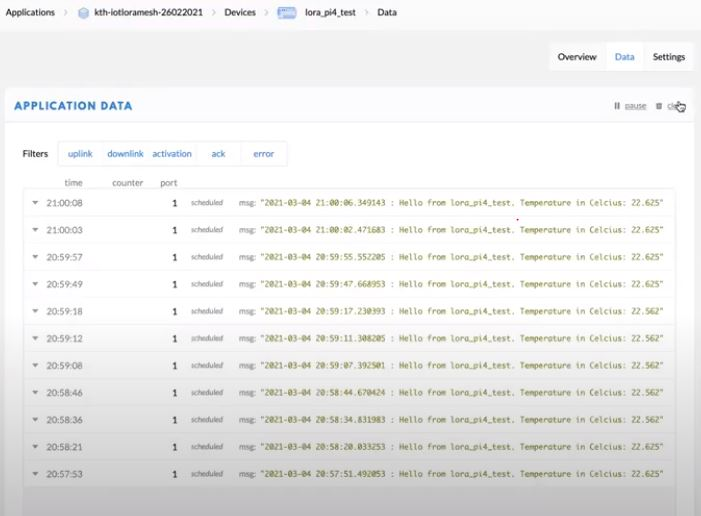 Applications > kth-iotloramesh-26022021 > Devices > lora_pi4_test > Data
Overview Data Settings
APPLICATION DATA
pause
Filters uplink downlink activation ack error
time counter port
21:00:08 1 scheduled msg: "2021-03-04 21:00:06.349143 : Hello from lora_pi4_test. Temperature in Celcius: 22.625"
21:00:03 1 scheduled msg: "2021-03-04 21:00:02.471683 : Hello from lora_pi4_test. Temperature in Celcius: 22.625"
20:59:57 1 scheduled msg: "2021-03-04 20:59:55.552205 : Hello from lora_pi4_test. Temperature in Celcius: 22.625"
20:59:49 1 scheduled msg: "2021-03-04 20:59:47.668953 : Hello from lora_pi4_test. Temperature in Celcius: 22.625"
20:59:18 1 scheduled msg: "2021-03-04 20:59:17.230393 : Hello from lora_pi4_test. Temperature in Celcius: 22.562"
20:59:12 1 scheduled msg: "2021-03-04 20:59:11.308205 : Hello from lora_pi4_test. Temperature in Celcius: 22.562"
20:59:08 1 scheduled msg: "2021-03-04 20:59:07.392501 : Hello from lora_pi4_test. Temperature in Celcius: 22.562"
20:58:46 1 scheduled msg: "2021-03-04 20:58:44.670424 : Hello from lora_pi4_test. Temperature in Celcius: 22.562"
20:58:36 1 scheduled msg: "2021-03-04 20:58:34.831983 : Hello from lora_pi4_test. Temperature in Celcius: 22.562"
20:58:21 1 scheduled msg: "2021-03-04 20:58:20.033253 : Hello from lora_pi4_test. Temperature in Celcius: 22.625"
20:57:53 1 scheduled msg: "2021-03-04 20:57:51.492053 : Hello from lora_pi4_test. Temperature in Celcius: 22.625"